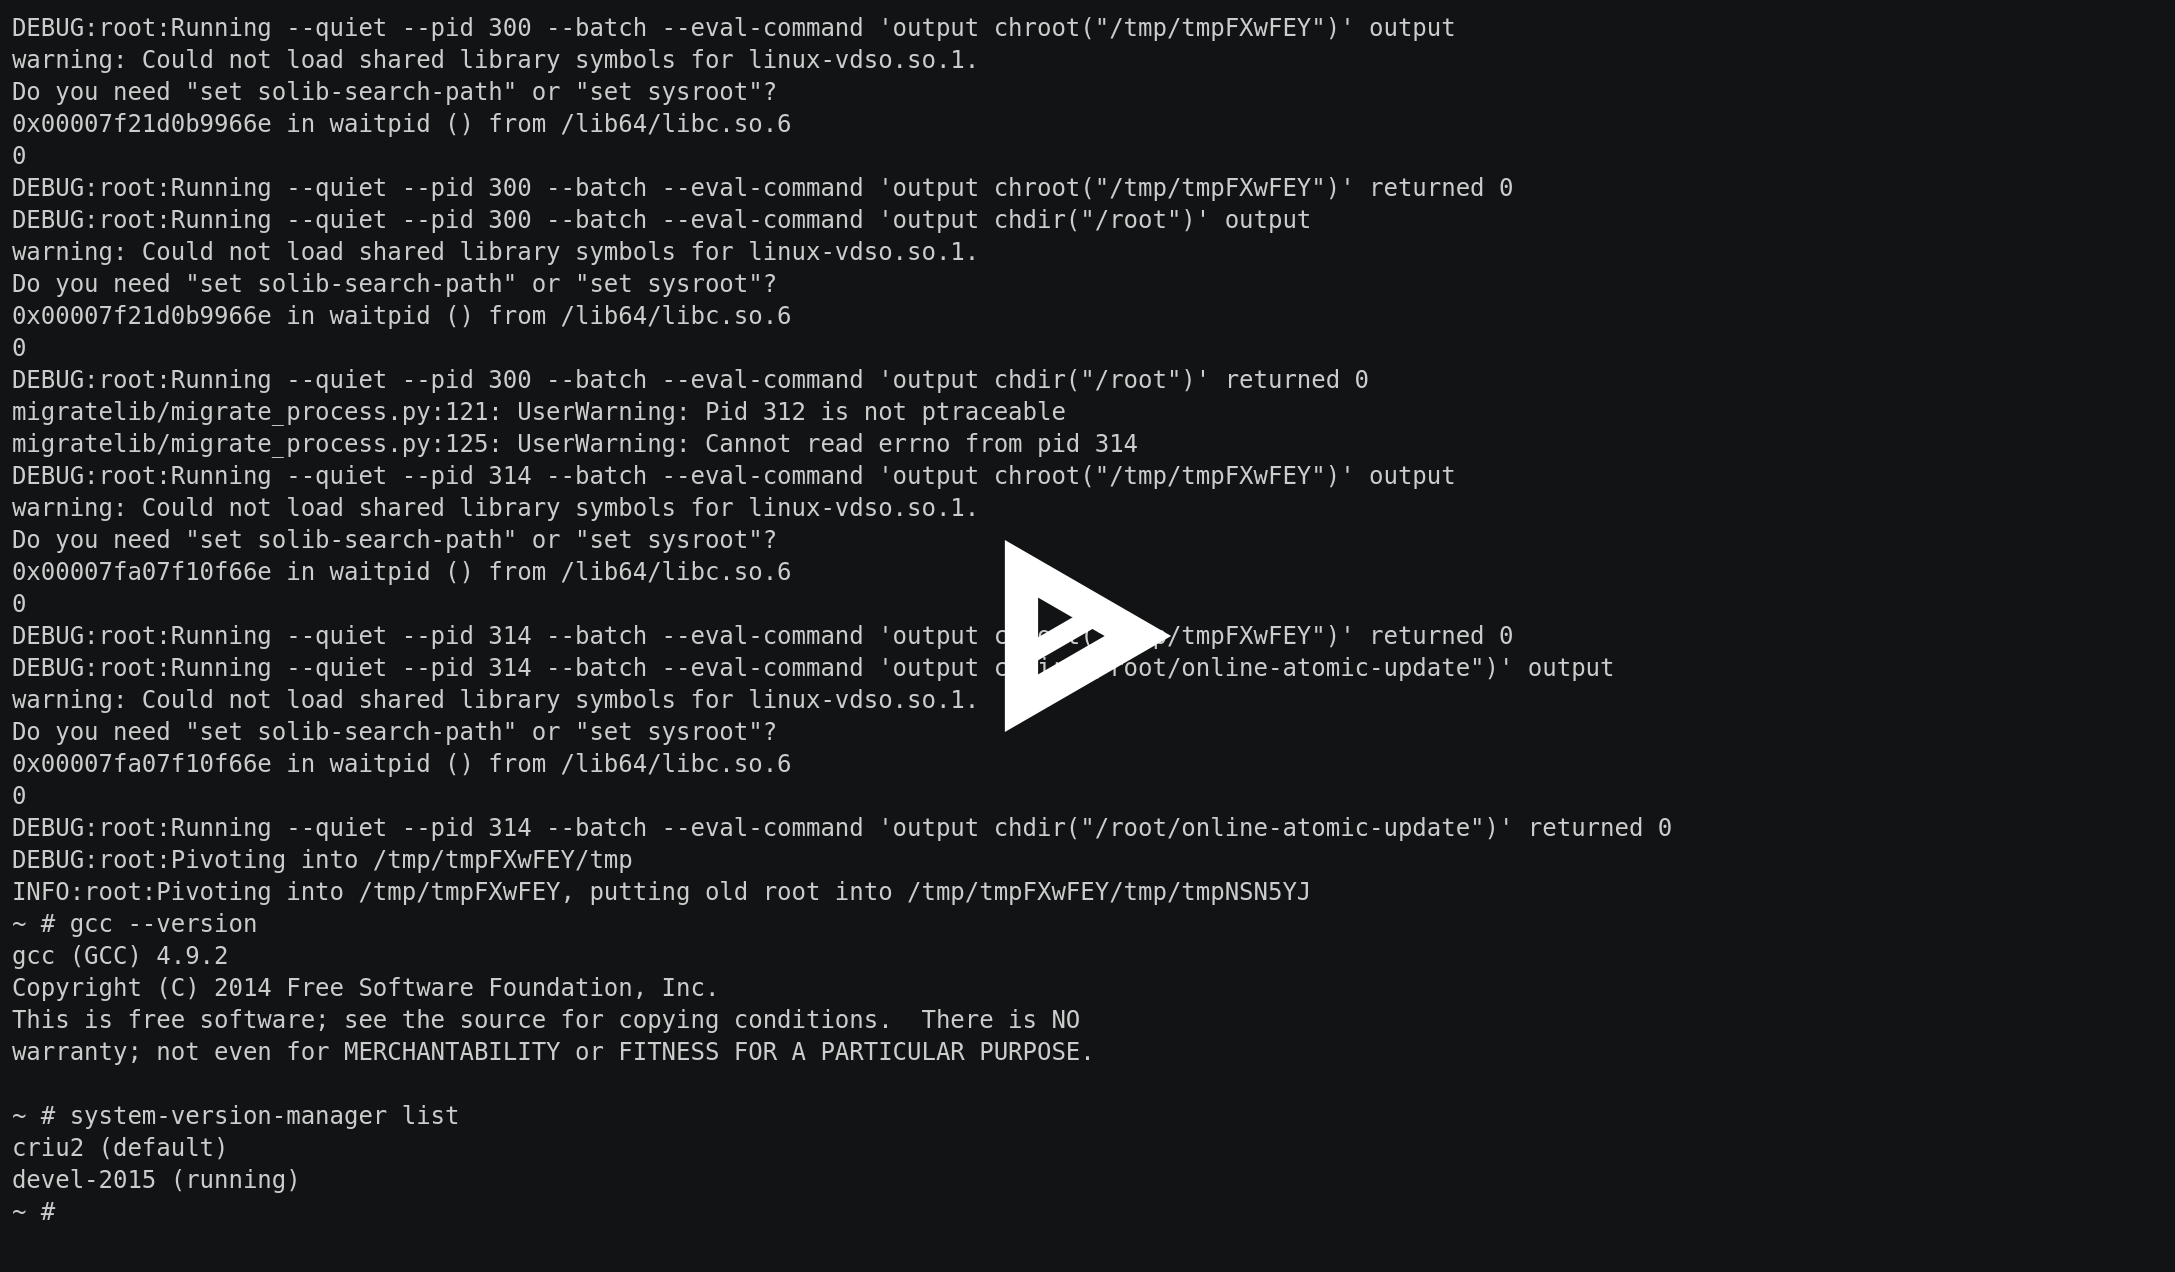 DEBUG:root:Running --quiet --pid 300 --batch --eval-command 'output chroot("/tmp/tmpFXwFEY")' output
warning: Could not load shared library symbols for linux-vdso.so.1.
Do you need "set solib-search-path" or "set sysroot"?
0x00007f21d0b9966e in waitpid () from /lib64/libc.so.6
0
DEBUG:root:Running --quiet --pid 300 --batch --eval-command 'output chroot("/tmp/tmpFXwFEY")' returned 0
DEBUG:root:Running --quiet --pid 300 --batch --eval-command 'output chdir("/root")' output
warning: Could not load shared library symbols for linux-vdso.so.1.
Do you need "set solib-search-path" or "set sysroot"?
0x00007f21d0b9966e in waitpid () from /lib64/libc.so.6
0
DEBUG:root:Running --quiet --pid 300 --batch --eval-command 'output chdir("/root")' returned 0
migratelib/migrate_process.py:121: UserWarning: Pid 312 is not ptraceable
migratelib/migrate_process.py:125: UserWarning: Cannot read errno from pid 314
DEBUG:root:Running --quiet --pid 314 --batch --eval-command 'output chroot("/tmp/tmpFXwFEY")' output
warning: Could not load shared library symbols for linux-vdso.so.1.
Do you need "set solib-search-path" or "set sysroot"?
0x00007fa07f10f66e in waitpid () from /lib64/libc.so.6
0
DEBUG:root:Running --quiet --pid 314 --batch --eval-command 'output /tmpFXwFEY")' returned 0
DEBUG:root:Running --quiet --pid 314 --batch --eval-command 'output root/online-atomic-update")' output
warning: Could not load shared library symbols for linux-vdso.so.1.
Do you need "set solib-search-path" or "set sysroot"?
0x00007fa07f10f66e in waitpid () from /lib64/libc.so.6
0
DEBUG:root:Running --quiet --pid 314 --batch --eval-command 'output chdir("/root/online-atomic-update")' returned 0
DEBUG:root:Pivoting into /tmp/tmpFXwFEY/tmp
INFO:root:Pivoting into /tmp/tmpFXwFEY, putting old root into /tmp/tmpFXwFEY/tmp/tmpNSN5YJ
~ # gcc --version
gcc (GCC) 4.9.2
Copyright (C) 2014 Free Software Foundation, Inc.
This is free software; see the source for copying conditions.  There is NO
warranty; not even for MERCHANTABILITY or FITNESS FOR A PARTICULAR PURPOSE.
~ # system-version-manager list
criu2 (default)
devel-2015 (running)
~ #